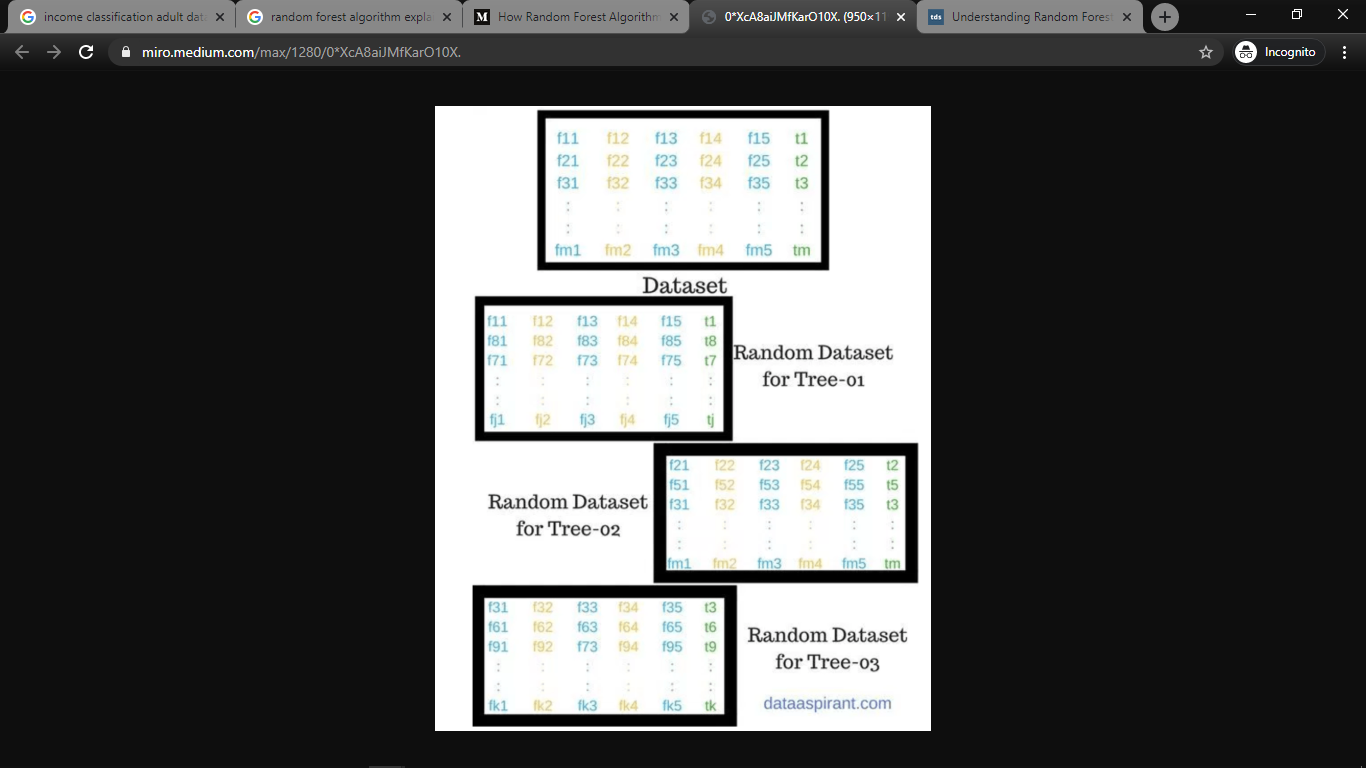 income classification adult dat
random forest algorithm expla
How Random Forest Algorithm
0*XcA8aiJMfKarO10X. (950×11
tds Understanding Random Forest
miro.medium.com/max/1280/0*XcA8aiJMfKarO10X.
Incognito
f11 f12 f13 f14 f15 t1
f21 f22 f23 f24 f25 t2
f31 f32 f33 f34 f35 t3
: : : : : :
: : : : : :
fm1 fm2 fm3 fm4 fm5 tm
Dataset
f11 f12 f13 f14 f15 t1
f81 f82 f83 f84 f85 t8
f71 f72 f73 f74 f75 t7
: : : : : :
: : : : : :
fj1 fj2 fj3 fj4 fj5 tj
Random Dataset
for Tree-01
f21 f22 f23 f24 f25 t2
f51 f52 f53 f54 f55 t5
f31 f32 f33 f34 f35 t3
: : : : : :
: : : : : :
fm1 fm2 fm3 fm4 fm5 tm
Random Dataset
for Tree-02
f31 f32 f33 f34 f35 t3
f61 f62 f63 f64 f65 t6
f91 f92 f73 f94 f95 t9
: : : : : :
: : : : : :
fk1 fk2 fk3 fk4 fk5 tk
Random Dataset
for Tree-03
dataaspirant.com